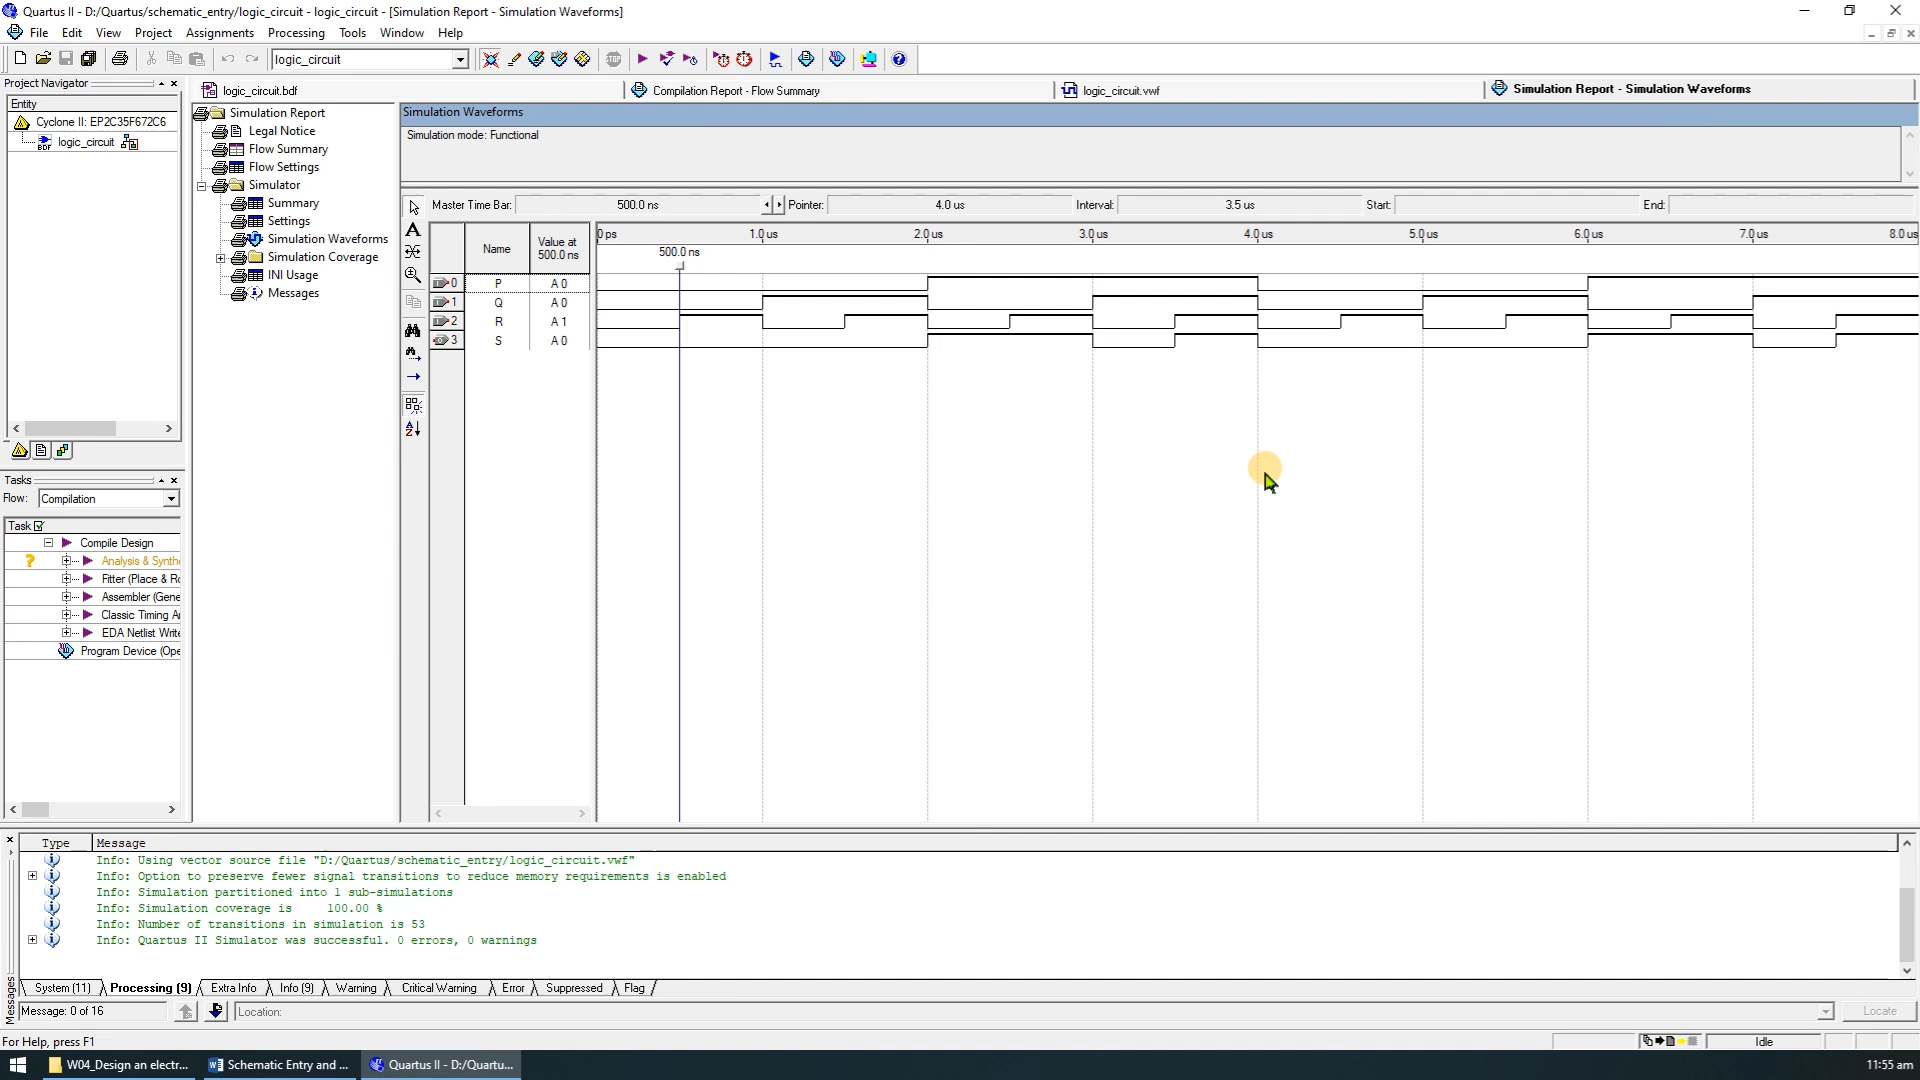 Quartus II - D:/Quartus/schematic_entry/logic_circuit - logic_circuit - [Simulation Report - Simulation Waveforms]
File Edit View Project Assignments Processing Tools Window Help
logic_circuit
Project Navigator
Entity
Cyclone II: EP2C35F672C6
logic_circuit
logic_circuit.bdf
Compilation Report - Flow Summary
logic_circuit.vwf
Simulation Report - Simulation Waveforms
Simulation Report
Legal Notice
Flow Summary
Flow Settings
Simulator
Summary
Settings
Simulation Waveforms
Simulation Coverage
INI Usage
Messages
Simulation Waveforms
Simulation mode: Functional
Master Time Bar: 500.0 ns Pointer: 4.0 us Interval: 3.5 us Start: End:
Name Value at 500.0 ns
0 ps 1.0 us 2.0 us 3.0 us 4.0 us 5.0 us 6.0 us 7.0 us 8.0 us
500.0 ns
0 P A 0
1 Q A 0
2 R A 1
3 S A 0
Tasks
Flow: Compilation
Task
Compile Design
Analysis & Synthe
Fitter (Place & Ro
Assembler (Gene
Classic Timing A
EDA Netlist Write
Program Device (Ope
Type Message
Info: Using vector source file "D:/Quartus/schematic_entry/logic_circuit.vwf"
Info: Option to preserve fewer signal transitions to reduce memory requirements is enabled
Info: Simulation partitioned into 1 sub-simulations
Info: Simulation coverage is 100.00 %
Info: Number of transitions in simulation is 53
Info: Quartus II Simulator was successful. 0 errors, 0 warnings
System (11) Processing (9) Extra Info Info (9) Warning Critical Warning Error Suppressed Flag
Messages
Message: 0 of 16 Location: Locate
For Help, press F1 Idle
W04_Design an electr... Schematic Entry and ... Quartus II - D:/Quartu... 11:55 am